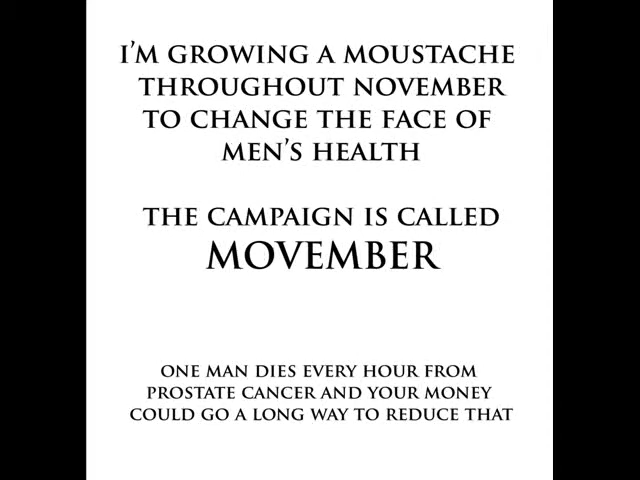 I'M GROWING A MOUSTACHE
THROUGHOUT NOVEMBER
TO CHANGE THE FACE OF
MEN'S HEALTH
THE CAMPAIGN IS CALLED
MOVEMBER
ONE MAN DIES EVERY HOUR FROM
PROSTATE CANCER AND YOUR MONEY
COULD GO A LONG WAY TO REDUCE THAT